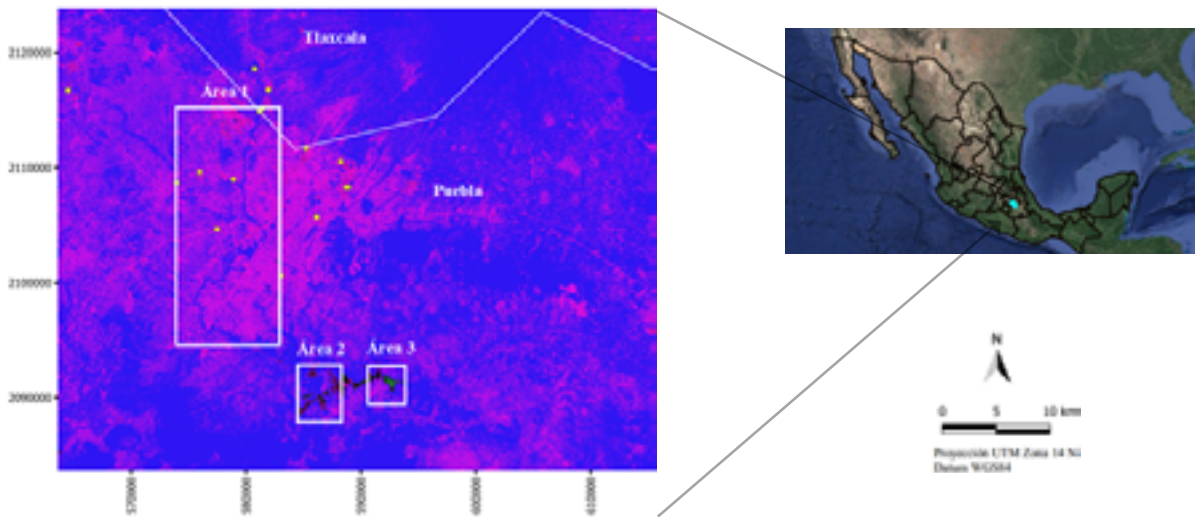 2120000
Tlaxcala
Área 1
2110000
Puebla
2100000
Área 2
Área 3
2090000
570000
580000
590000
600000
610000
N
0 5 10 km
Proyección UTM Zona 14 N
Datum WGS84